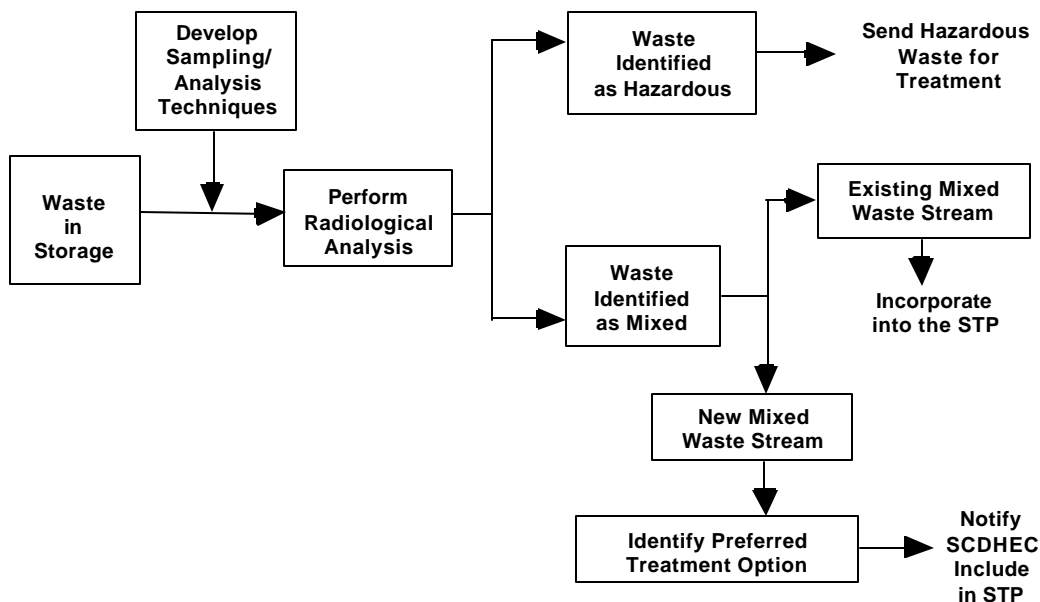 Develop
Sampling/
Analysis
Techniques
Waste
in
Storage
Perform
Radiological
Analysis
Waste
Identified
as Hazardous
Send Hazardous
Waste for
Treatment
Waste
Identified
as Mixed
Existing Mixed
Waste Stream
Incorporate
into the STP
New Mixed
Waste Stream
Identify Preferred
Treatment Option
Notify
SCDHEC
Include
in STP